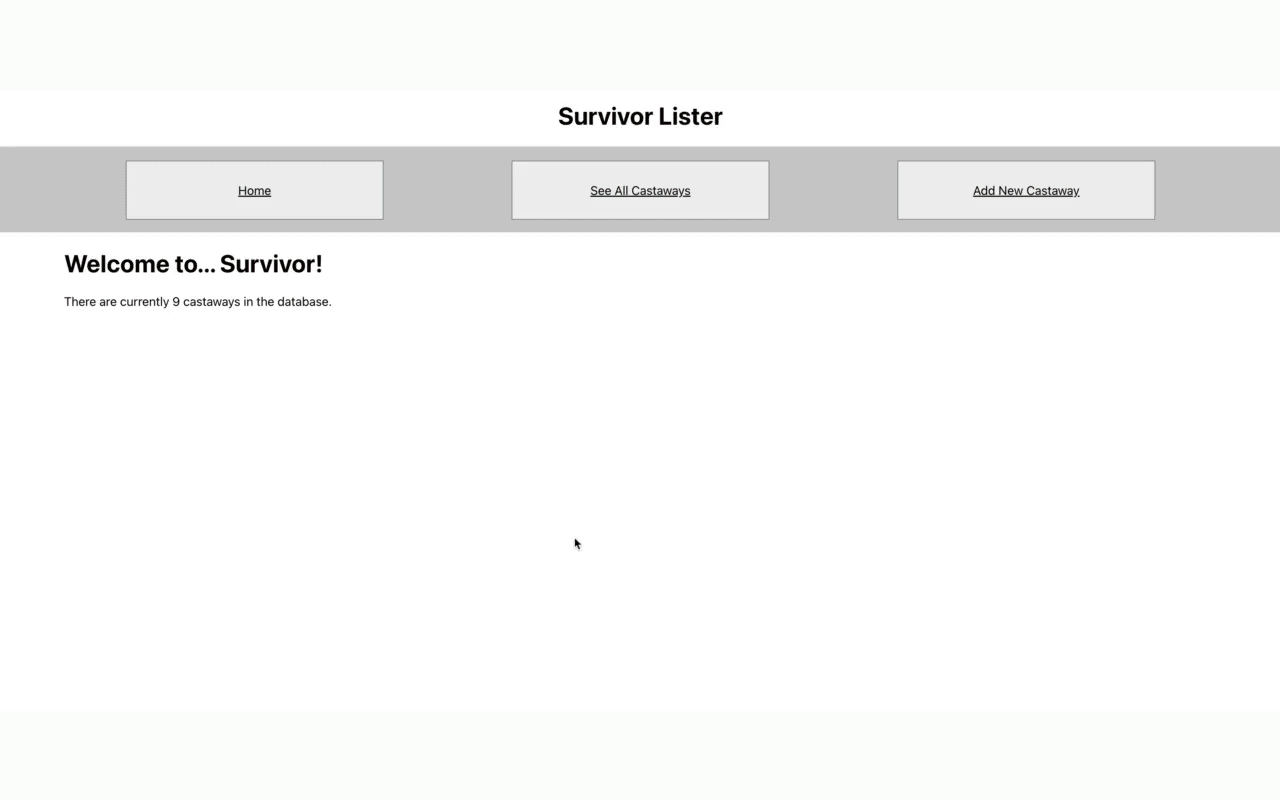 Survivor Lister
Home
See All Castaways
Add New Castaway
Welcome to... Survivor!
There are currently 9 castaways in the database.